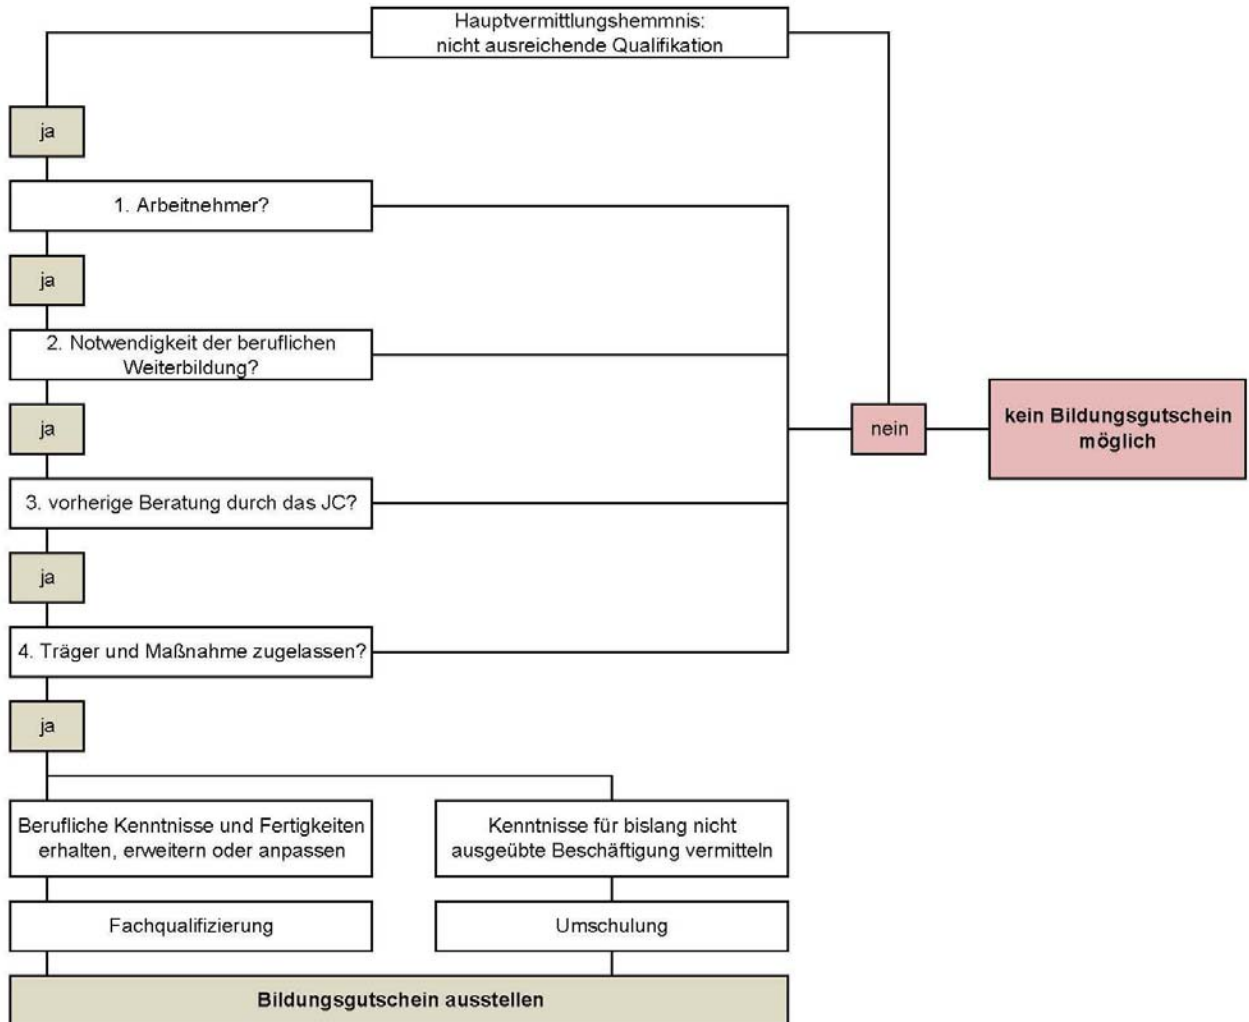 Hauptvermittlungshemmnis:
nicht ausreichende Qualifikation
ja
1. Arbeitnehmer?
ja
2. Notwendigkeit der beruflichen
Weiterbildung?
ja
nein
kein Bildungsgutschein
möglich
3. vorherige Beratung durch das JC?
ja
4. Träger und Maßnahme zugelassen?
ja
Berufliche Kenntnisse und Fertigkeiten
erhalten, erweitern oder anpassen
Kenntnisse für bislang nicht
ausgeübte Beschäftigung vermitteln
Fachqualifizierung
Umschulung
Bildungsgutschein ausstellen